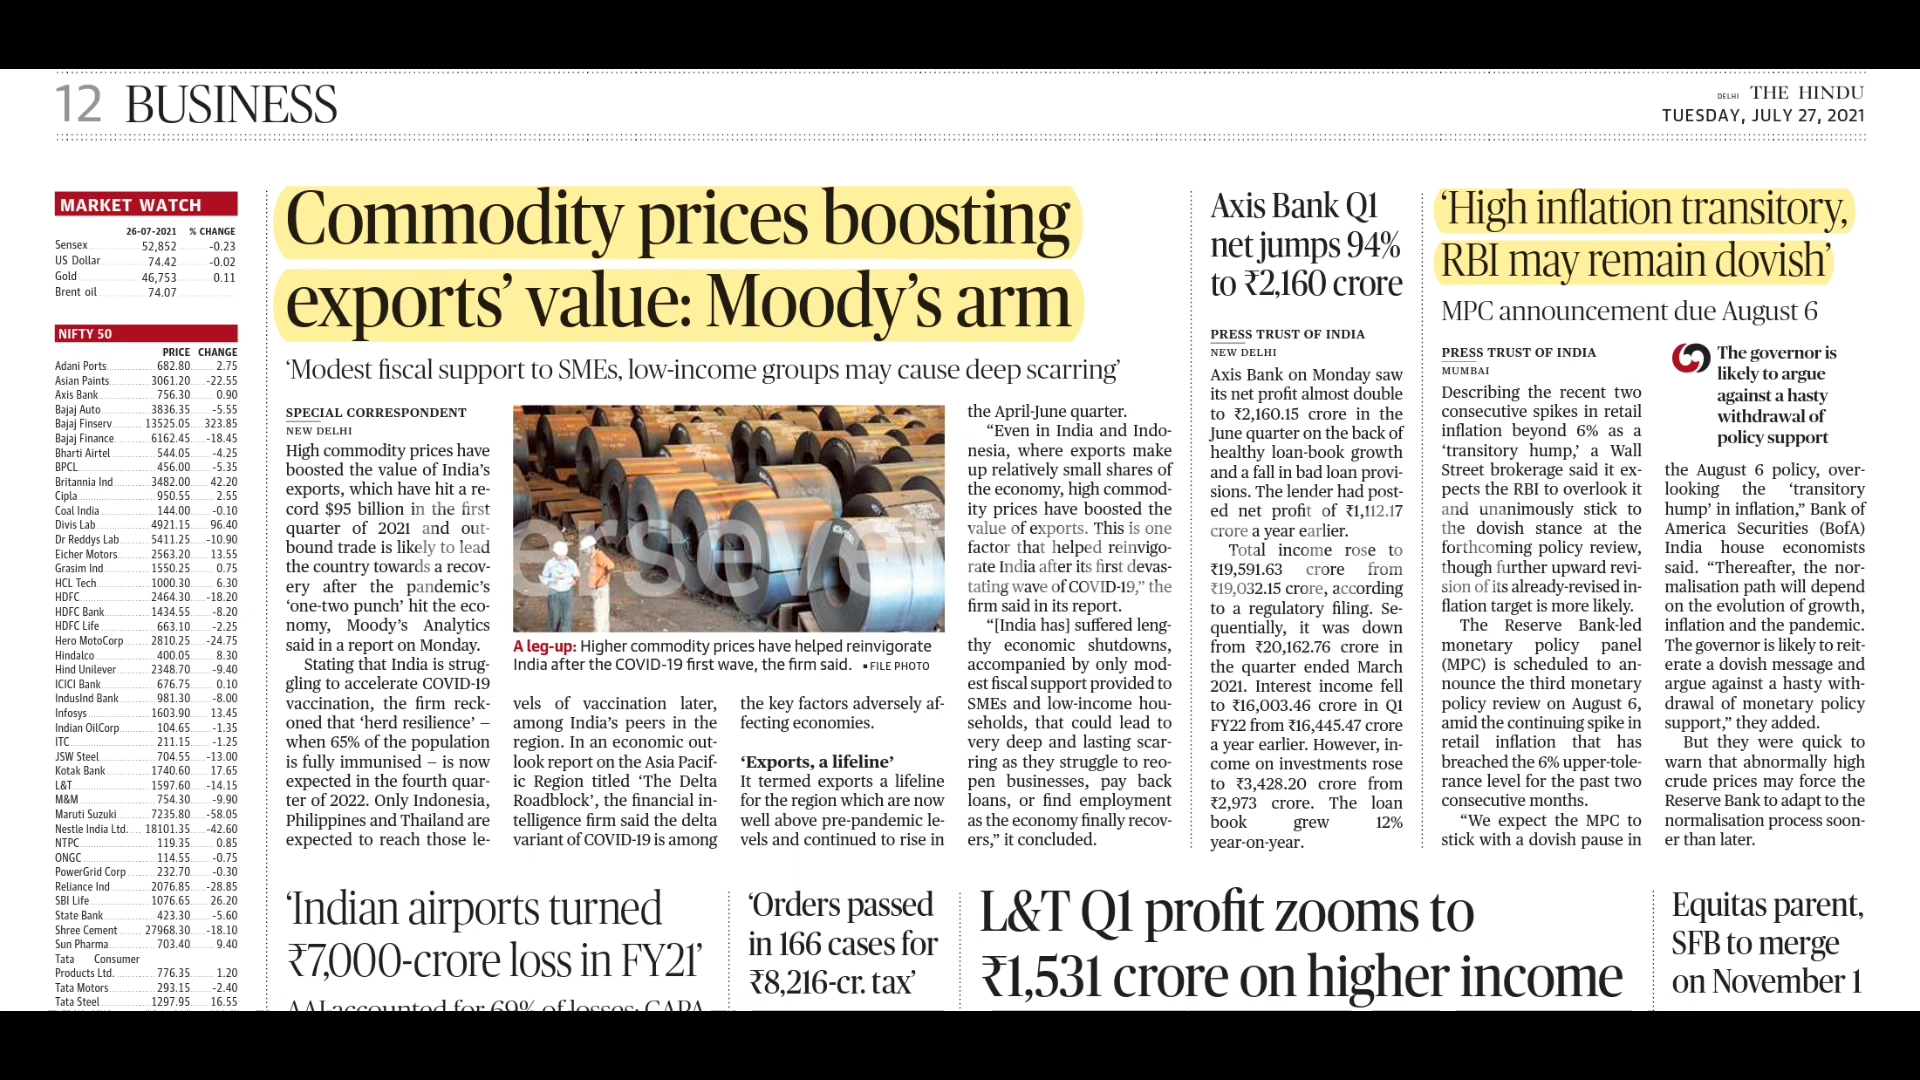 12 BUSINESS
DELHI THE HINDU
TUESDAY, JULY 27, 2021
MARKET WATCH
26-07-2021 % CHANGE
Sensex 52,852 -0.23
US Dollar 74.42 -0.02
Gold 46,753 0.11
Brent oil 74.07
NIFTY 50
PRICE CHANGE
Adani Ports 682.80 2.75
Asian Paints 3061.20 -22.55
Axis Bank 756.30 0.90
Bajaj Auto 3836.35 -5.55
Bajaj Finserv 13525.05 323.85
Bajaj Finance 6162.45 -18.45
Bharti Airtel 544.05 -4.25
BPCL 456.00 -5.35
Britannia Ind 3482.00 42.20
Cipla 950.55 2.55
Coal India 144.00 -0.10
Divis Lab 4921.15 96.40
Dr Reddys Lab 5411.25 -10.90
Eicher Motors 2563.20 13.55
Grasim Ind 1550.25 0.75
HCL Tech 1000.30 6.30
HDFC 2464.30 -18.20
HDFC Bank 1434.55 -8.20
HDFC Life 663.10 -2.25
Hero MotoCorp 2810.25 -24.75
Hindalco 400.05 8.30
Hind Unilever 2348.70 -9.40
ICICI Bank 676.75 0.10
IndusInd Bank 981.30 -8.00
Infosys 1603.90 13.45
Indian OilCorp 104.65 -1.35
ITC 211.15 -1.25
JSW Steel 704.55 -13.00
Kotak Bank 1740.60 17.65
L&T 1597.60 -14.15
M&M 754.30 -9.90
Maruti Suzuki 7235.80 -58.05
Nestle India Ltd. 18101.35 -42.60
NTPC 119.35 0.85
ONGC 114.55 -0.75
PowerGrid Corp 232.70 -0.30
Reliance Ind 2076.85 -28.85
SBI Life 1076.65 26.20
State Bank 423.30 -5.60
Shree Cement 27968.30 -18.10
Sun Pharma 703.40 9.40
Tata Consumer
Products Ltd. 776.35 1.20
Tata Motors 293.15 -2.40
Tata Steel 1297.95 16.55
Commodity prices boosting
exports’ value: Moody’s arm
‘Modest fiscal support to SMEs, low-income groups may cause deep scarring’
SPECIAL CORRESPONDENT
NEW DELHI
High commodity prices have
boosted the value of India’s
exports, which have hit a re-
cord $95 billion in the first
quarter of 2021 and out-
bound trade is likely to lead
the country towards a recov-
ery after the pandemic’s
‘one-two punch’ hit the eco-
nomy, Moody’s Analytics
said in a report on Monday.
Stating that India is strug-
gling to accelerate COVID-19
vaccination, the firm reck-
oned that ‘herd resilience’ –
when 65% of the population
is fully immunised – is now
expected in the fourth quar-
ter of 2022. Only Indonesia,
Philippines and Thailand are
expected to reach those le-
ersever
A leg-up: Higher commodity prices have helped reinvigorate
India after the COVID-19 first wave, the firm said. ▪ FILE PHOTO
vels of vaccination later,
among India’s peers in the
region. In an economic out-
look report on the Asia Pacif-
ic Region titled ‘The Delta
Roadblock’, the financial in-
telligence firm said the delta
variant of COVID-19 is among
the key factors adversely af-
fecting economies.
‘Exports, a lifeline’
It termed exports a lifeline
for the region which are now
well above pre-pandemic le-
vels and continued to rise in
the April-June quarter.
“Even in India and Indo-
nesia, where exports make
up relatively small shares of
the economy, high commod-
ity prices have boosted the
value of exports. This is one
factor that helped reinvigo-
rate India after its first devas-
tating wave of COVID-19,” the
firm said in its report.
“[India has] suffered leng-
thy economic shutdowns,
accompanied by only mod-
est fiscal support provided to
SMEs and low-income hou-
seholds, that could lead to
very deep and lasting scar-
ring as they struggle to reo-
pen businesses, pay back
loans, or find employment
as the economy finally recov-
ers,” it concluded.
Axis Bank Q1
net jumps 94%
to ₹2,160 crore
PRESS TRUST OF INDIA
NEW DELHI
Axis Bank on Monday saw
its net profit almost double
to ₹2,160.15 crore in the
June quarter on the back of
healthy loan-book growth
and a fall in bad loan provi-
sions. The lender had post-
ed net profit of ₹1,112.17
crore a year earlier.
Total income rose to
₹19,591.63 crore from
₹19,032.15 crore, according
to a regulatory filing. Se-
quentially, it was down
from ₹20,162.76 crore in
the quarter ended March
2021. Interest income fell
to ₹16,003.46 crore in Q1
FY22 from ₹16,445.47 crore
a year earlier. However, in-
come on investments rose
to ₹3,428.20 crore from
₹2,973 crore. The loan
book grew 12%
year-on-year.
‘High inflation transitory,
RBI may remain dovish’
MPC announcement due August 6
PRESS TRUST OF INDIA
MUMBAI
Describing the recent two
consecutive spikes in retail
inflation beyond 6% as a
‘transitory hump,’ a Wall
Street brokerage said it ex-
pects the RBI to overlook it
and unanimously stick to
the dovish stance at the
forthcoming policy review,
though further upward revi-
sion of its already-revised in-
flation target is more likely.
The Reserve Bank-led
monetary policy panel
(MPC) is scheduled to an-
nounce the third monetary
policy review on August 6,
amid the continuing spike in
retail inflation that has
breached the 6% upper-tole-
rance level for the past two
consecutive months.
“We expect the MPC to
stick with a dovish pause in
The governor is
likely to argue
against a hasty
withdrawal of
policy support
the August 6 policy, over-
looking the ‘transitory
hump’ in inflation,” Bank of
America Securities (BofA)
India house economists
said. “Thereafter, the nor-
malisation path will depend
on the evolution of growth,
inflation and the pandemic.
The governor is likely to reit-
erate a dovish message and
argue against a hasty with-
drawal of monetary policy
support,” they added.
But they were quick to
warn that abnormally high
crude prices may force the
Reserve Bank to adapt to the
normalisation process soon-
er than later.
‘Indian airports turned
₹7,000-crore loss in FY21’
AAI accounted for 69% of losses: CAPA
‘Orders passed
in 166 cases for
₹8,216-cr. tax’
L&T Q1 profit zooms to
₹1,531 crore on higher income
Equitas parent,
SFB to merge
on November 1